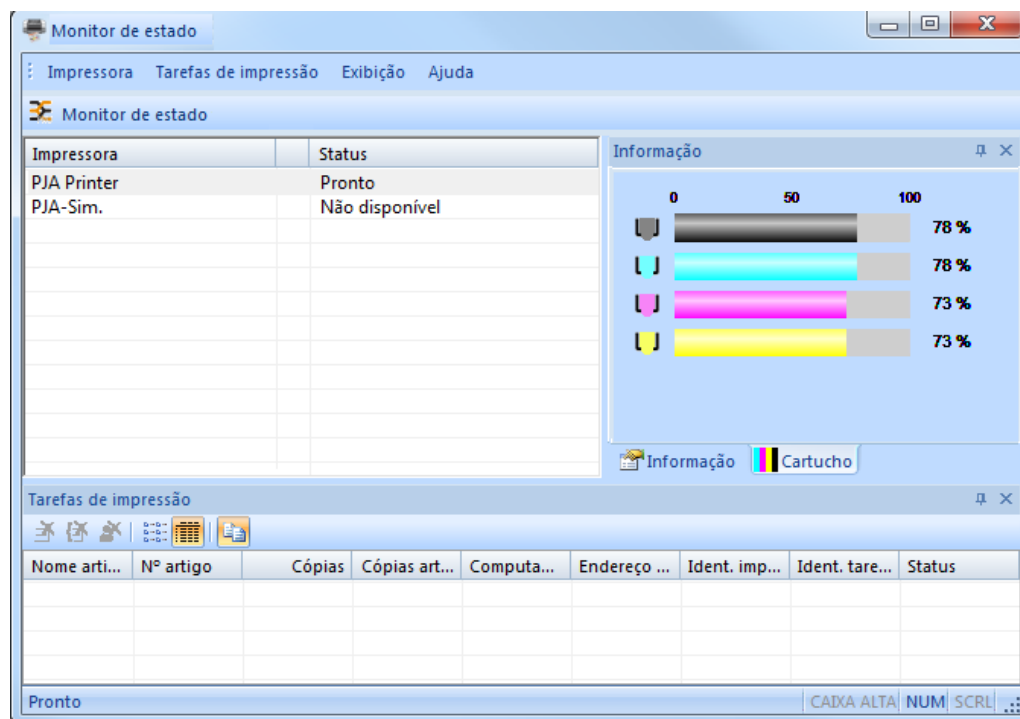 Monitor de estado
Impressora Tarefas de impressão Exibição Ajuda
Monitor de estado
Impressora Status
PJA Printer Pronto
PJA-Sim. Não disponível
Informação
0 50 100
78 %
78 %
73 %
73 %
Informação Cartucho
Tarefas de impressão
Nome arti... Nº artigo Cópias Cópias art... Computa... Endereço ... Ident. imp... Ident. tare... Status
Pronto CAIXA ALTA NUM SCRL